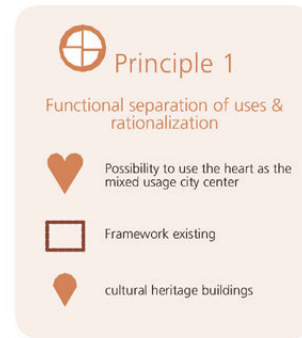 Principle 1
Functional separation of uses &
rationalization
Possibility to use the heart as the
mixed usage city center
Framework existing
cultural heritage buildings